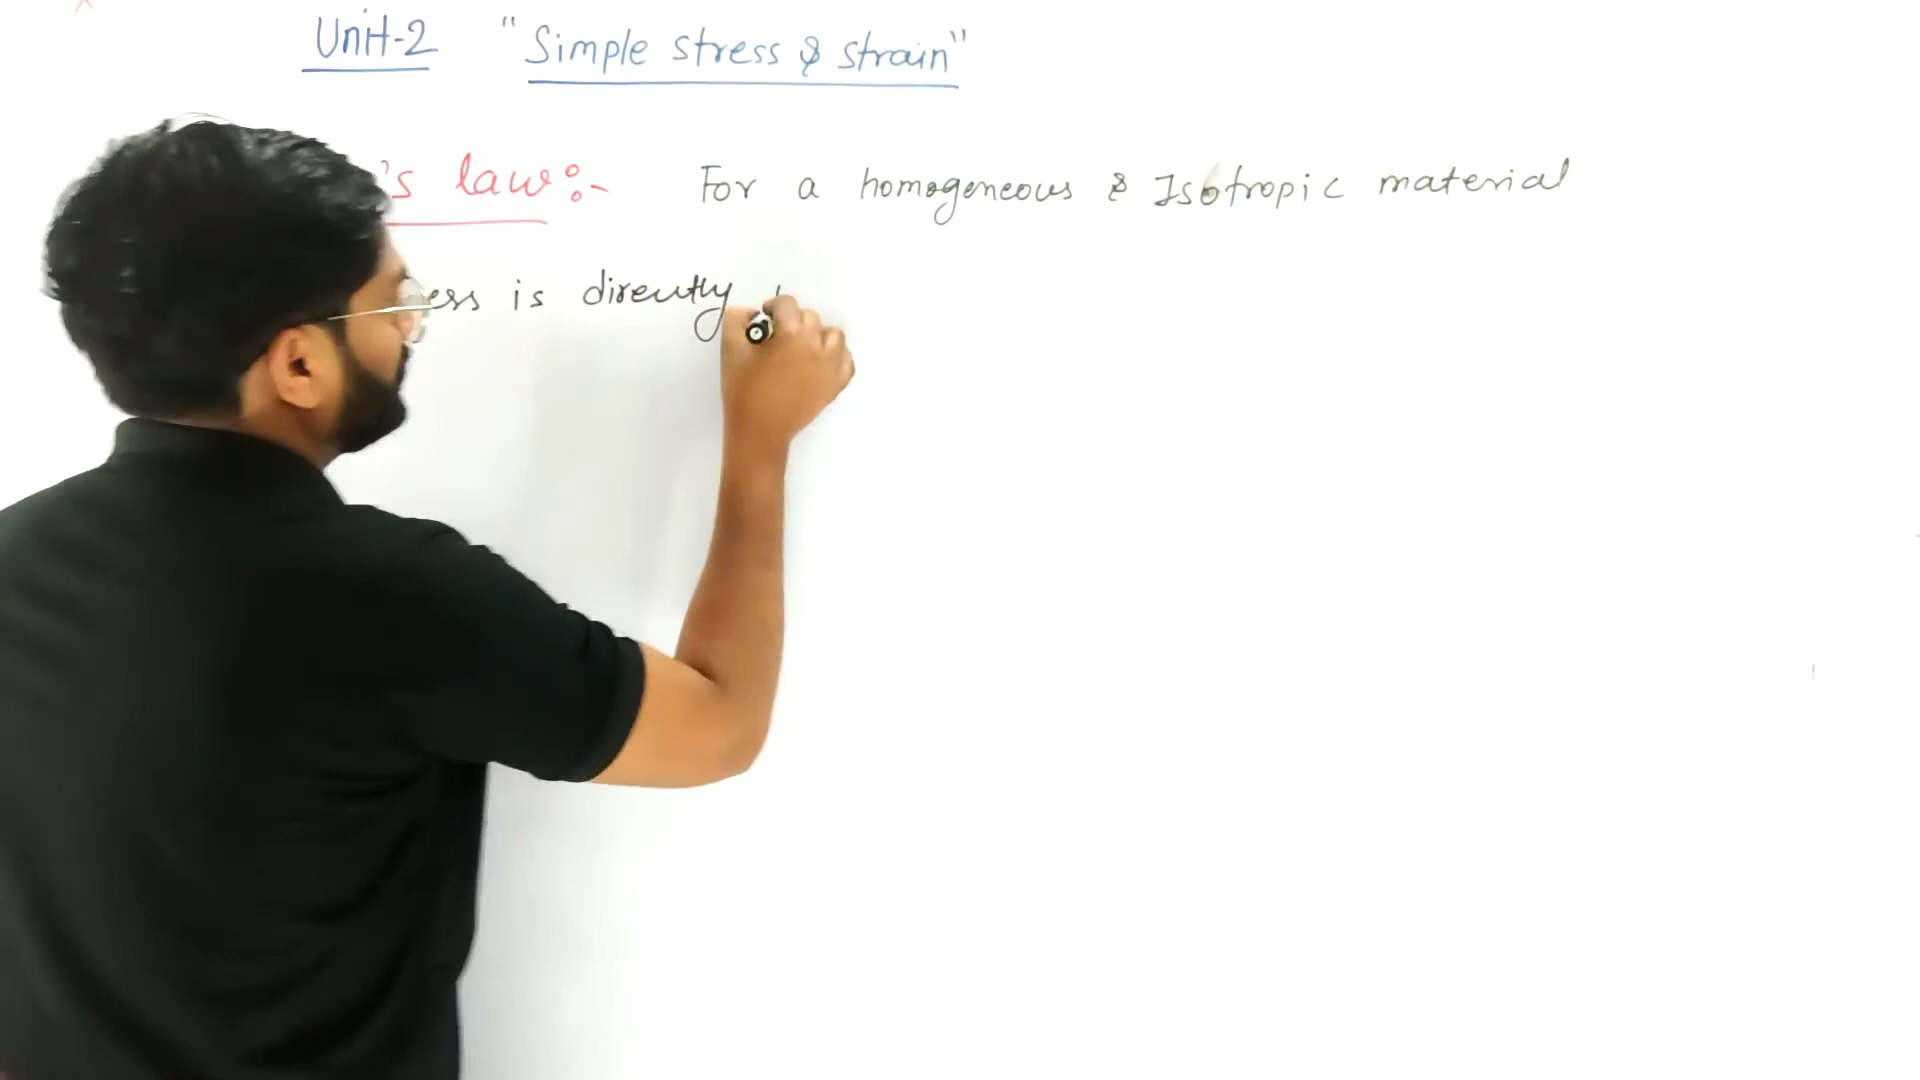 Unit-2 "Simple stress & strain"
's law:- For a homogeneous & Isotropic material
ess is directly